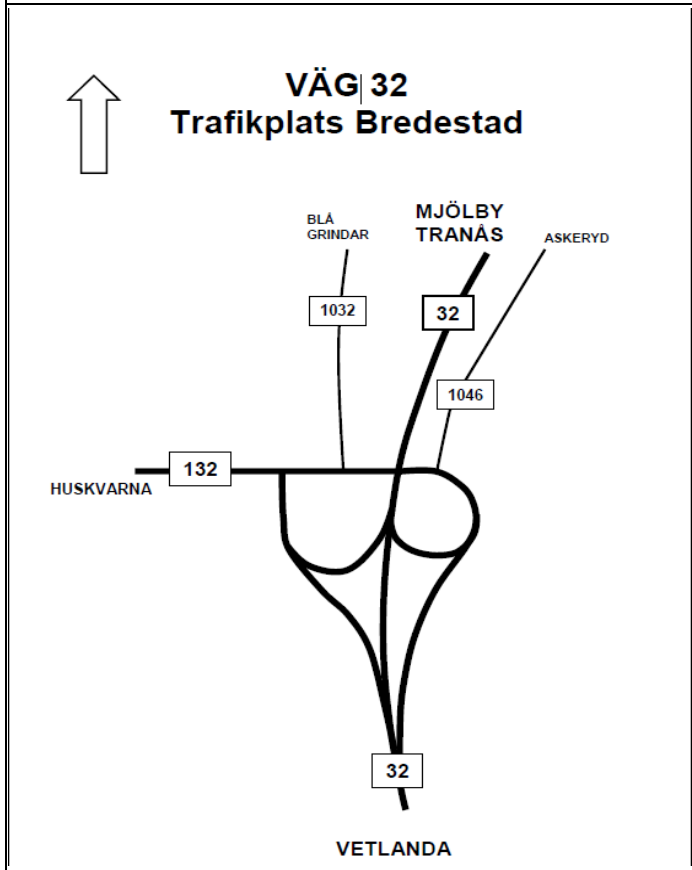 VÄG 32
Trafikplats Bredestad
BLÅ
GRINDAR
MJÖLBY
TRANÅS
ASKERYD
1032
32
1046
132
HUSKVARNA
32
VETLANDA